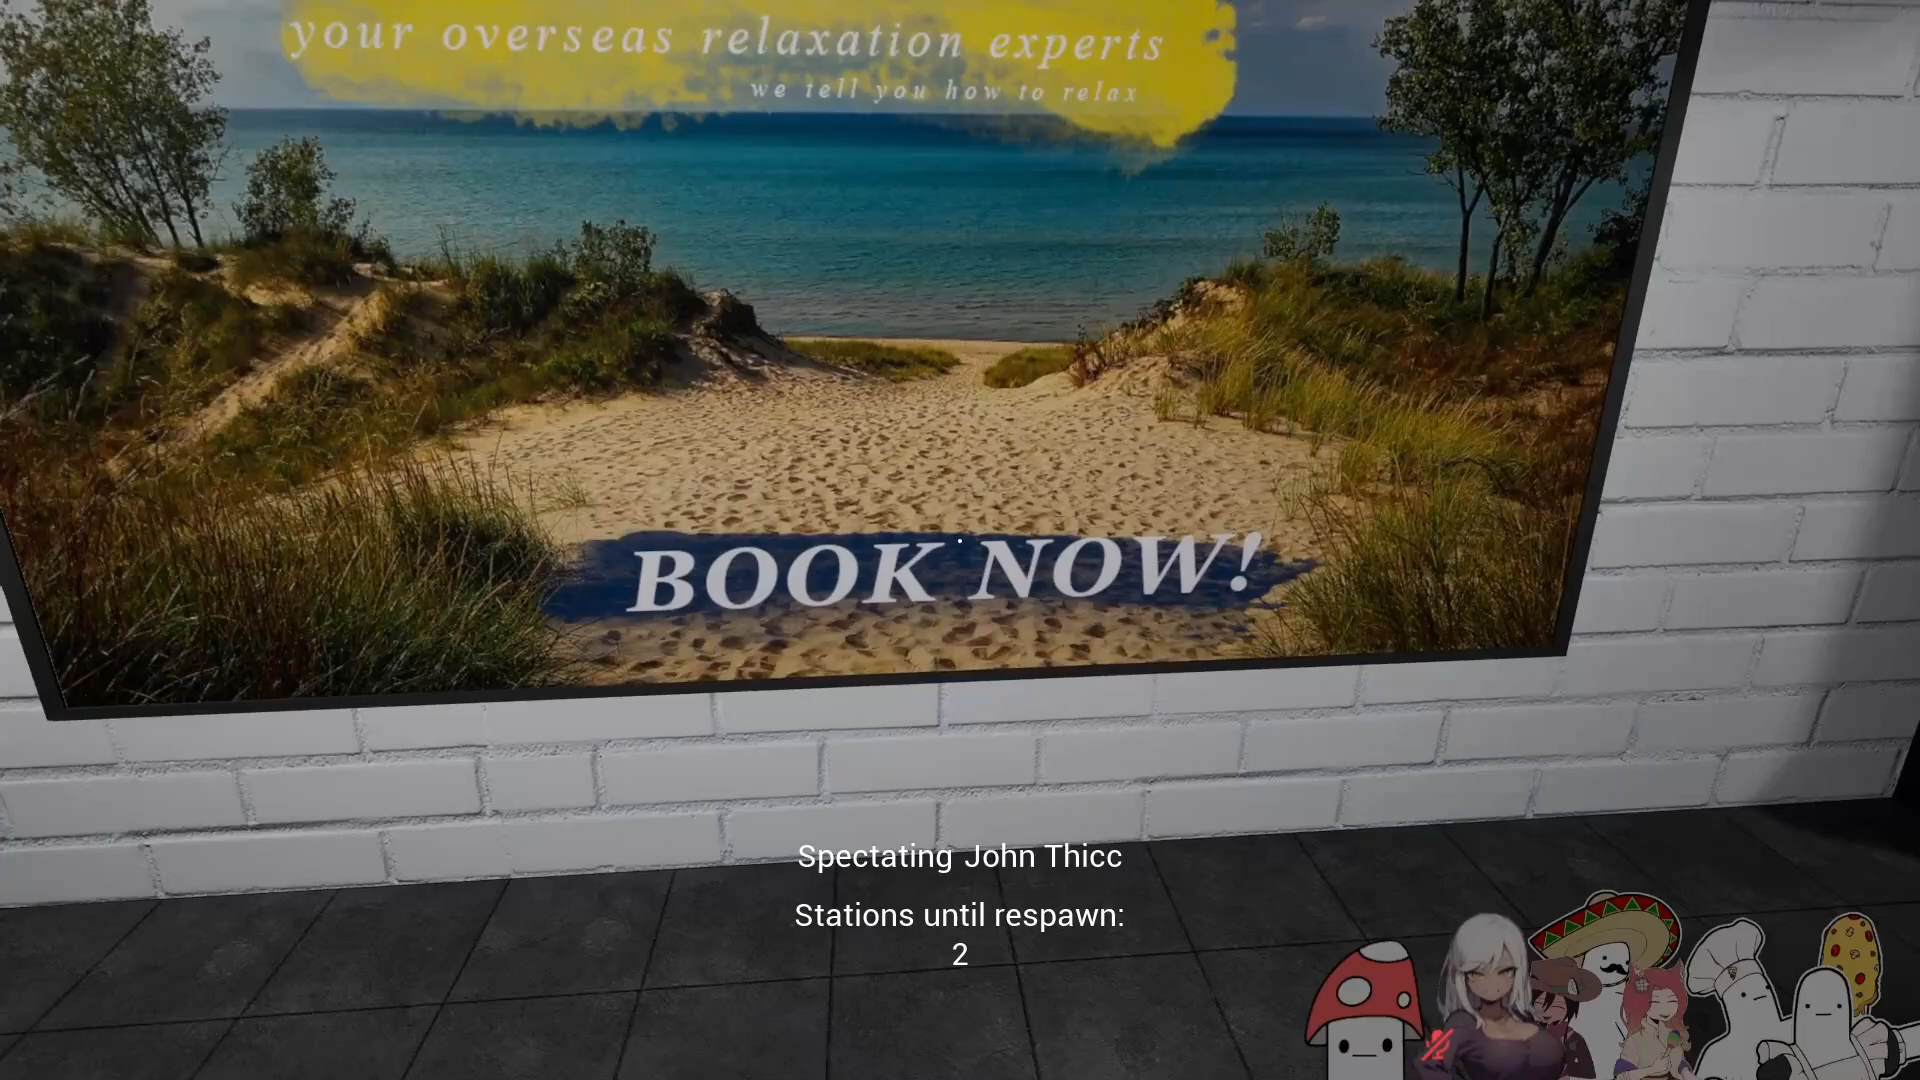 your overseas relaxation experts
we tell you how to relax
BOOK NOW!
Spectating John Thicc
Stations until respawn:
2